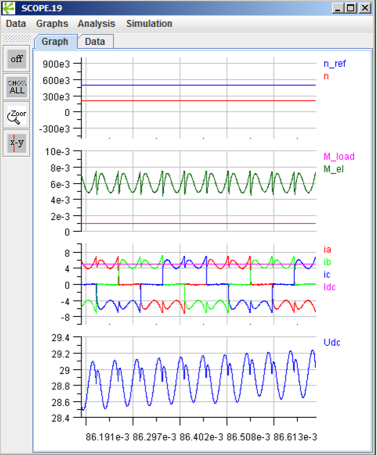 SCOPE.19
Data Graphs Analysis Simulation
Graph Data
off
ALL
Zoom
x-y
900e3
600e3
300e3
0
-300e3
n_ref
n
10e-3
8e-3
6e-3
4e-3
2e-3
0
M_load
M_el
8
4
0
-4
-8
ia
ib
ic
Idc
29.4
29.2
29
28.8
28.6
28.4
Udc
86.191e-3 86.297e-3 86.402e-3 86.508e-3 86.613e-3